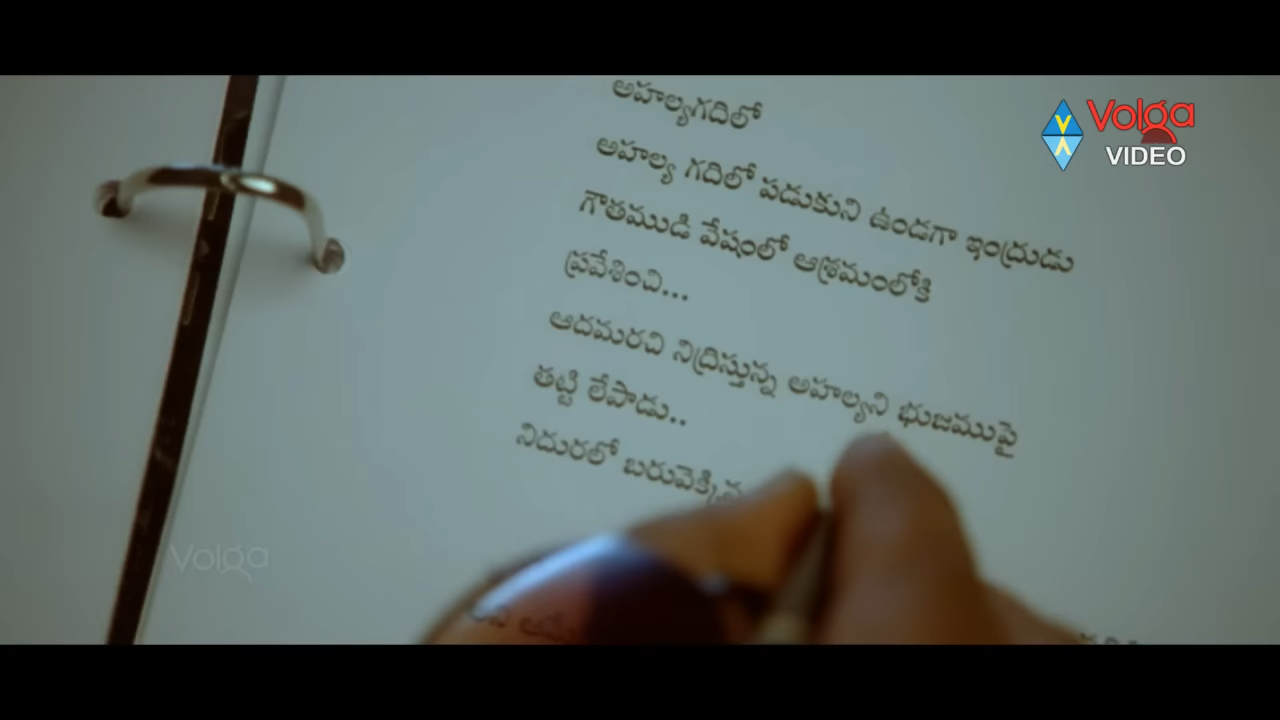 అహల్యగదిలో
అహల్య గదిలో పడుకుని ఉండగా ఇంద్రుడు
గౌతముడి వేషంలో ఆశ్రమంలోకి
ప్రవేశించి...
ఆదమరచి నిద్రిస్తున్న అహల్యని భుజముపై
తట్టి లేపాడు..
నిదురలో బరువెక్కిన
Volga
VIDEO
Volga